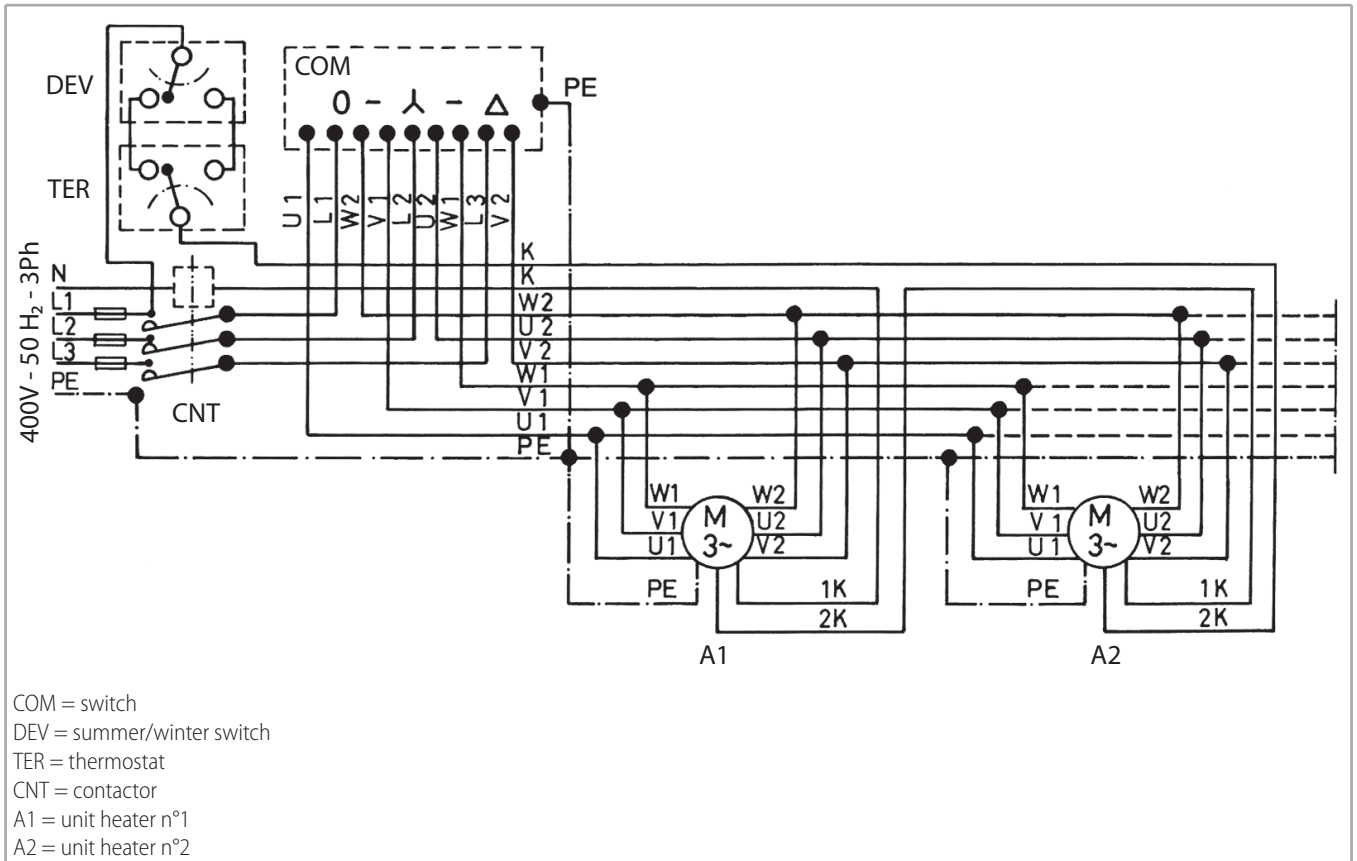 DEV
TER
COM
0 - ⅄ - Δ
PE
U1
L1
W2
V1
L2
U2
W1
L3
V2
400V - 50 H₂ - 3Ph
N
L1
L2
L3
PE
CNT
K
K
W2
U2
V2
W1
V1
U1
PE
W1
V1
U1
M
3~
W2
U2
V2
PE
1K
2K
A1
W1
V1
U1
M
3~
W2
U2
V2
PE
1K
2K
A2
COM = switch
DEV = summer/winter switch
TER = thermostat
CNT = contactor
A1 = unit heater n°1
A2 = unit heater n°2